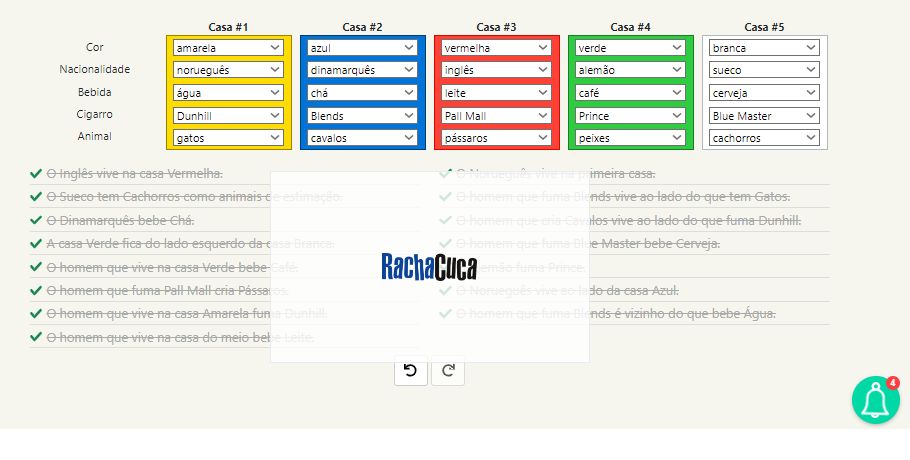 Casa #1 Casa #2 Casa #3 Casa #4 Casa #5
Cor amarela azul vermelha verde branca
Nacionalidade norueguês dinamarquês inglês alemão sueco
Bebida água chá leite café cerveja
Cigarro Dunhill Blends Pall Mall Prince Blue Master
Animal gatos cavalos pássaros peixes cachorros
O Inglês vive na casa Vermelha.
O Sueco tem Cachorros como animais de estimação.
O Dinamarquês bebe Chá.
A casa Verde fica do lado esquerdo da casa Branca.
O homem que vive na casa Verde bebe Café.
O homem que fuma Pall Mall cria Pássaros.
O homem que vive na casa Amarela fuma Dunhill.
O homem que vive na casa do meio bebe Leite.
O Norueguês vive na primeira casa.
O homem que fuma Blends vive ao lado do que tem Gatos.
O homem que cria Cavalos vive ao lado do que fuma Dunhill.
O homem que fuma Blue Master bebe Cerveja.
O Alemão fuma Prince.
O Norueguês vive ao lado da casa Azul.
O homem que fuma Blends é vizinho do que bebe Água.
RachaCuca
4